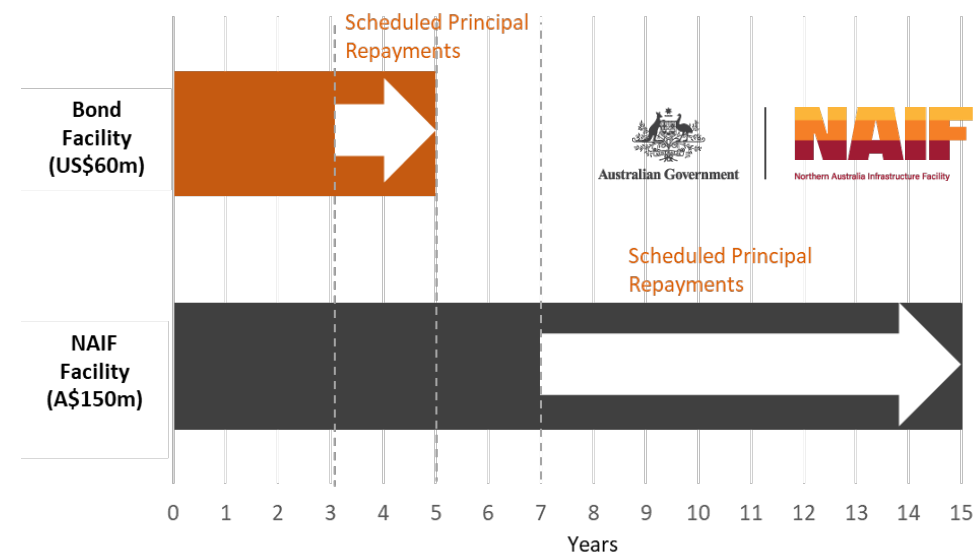 Scheduled Principal
Repayments
Bond
Facility
(US$60m)
Australian Government
NAIF
Northern Australia Infrastructure Facility
Scheduled Principal
Repayments
NAIF
Facility
(A$150m)
0 1 2 3 4 5 6 7 8 9 10 11 12 13 14 15
Years